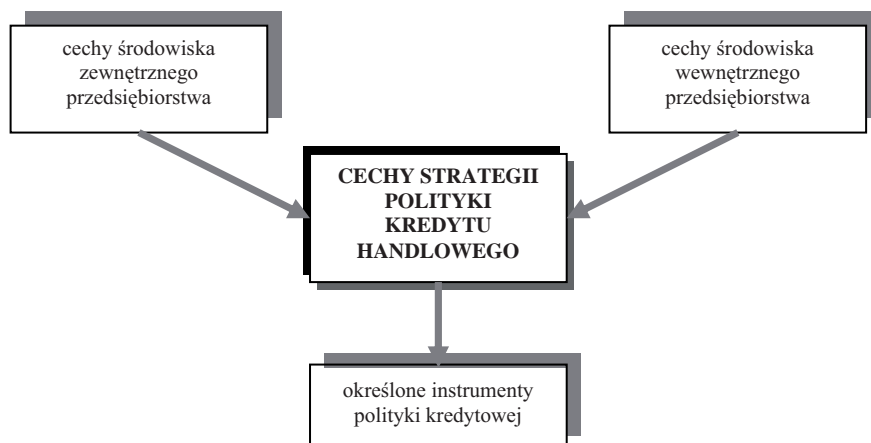 cechy środowiska
zewnętrznego
przedsiębiorstwa
cechy środowiska
wewnętrznego
przedsiębiorstwa
CECHY STRATEGII
POLITYKI
KREDYTU
HANDLOWEGO
określone instrumenty
polityki kredytowej